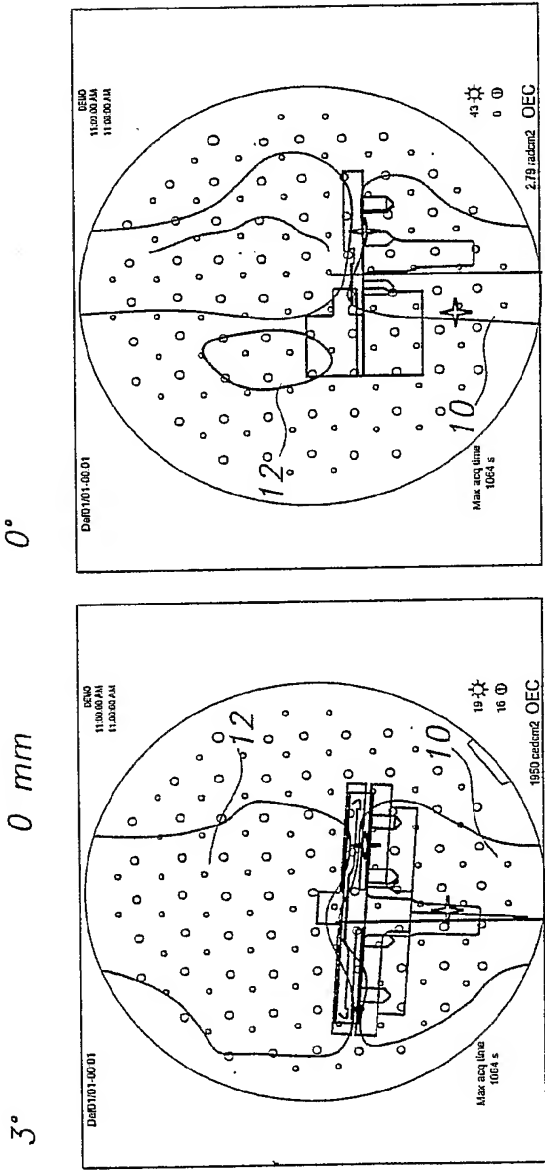 3°
0 mm
0°
Def01/01-00:01
DEMO
11:00:00 AM
11:00:00 AM
12
10
Max acq time
1064 s
19
16
1950 cedcm2 OEC
Def01/01-00:01
DEMO
11:00:00 AM
11:00:00 AM
12
10
Max acq time
1064 s
43
0
2.79 radcm2 OEC